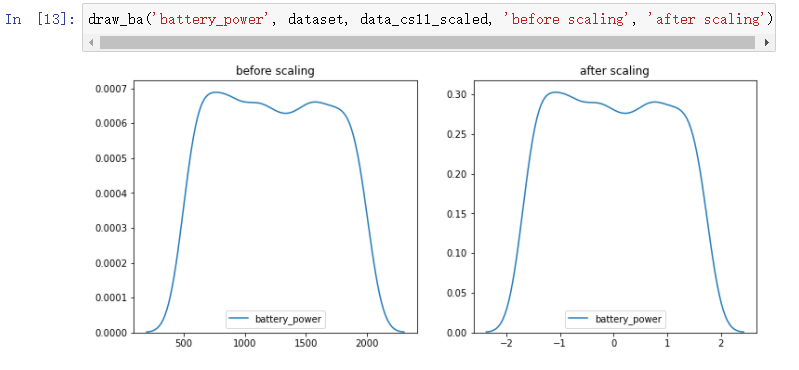 In [13]: draw_ba('battery_power', dataset, data_cs11_scaled, 'before scaling', 'after scaling')
before scaling
0.0007
0.0006
0.0005
0.0004
0.0003
0.0002
0.0001
0.0000
500 1000 1500 2000
battery_power
after scaling
0.30
0.25
0.20
0.15
0.10
0.05
0.00
−2 −1 0 1 2
battery_power